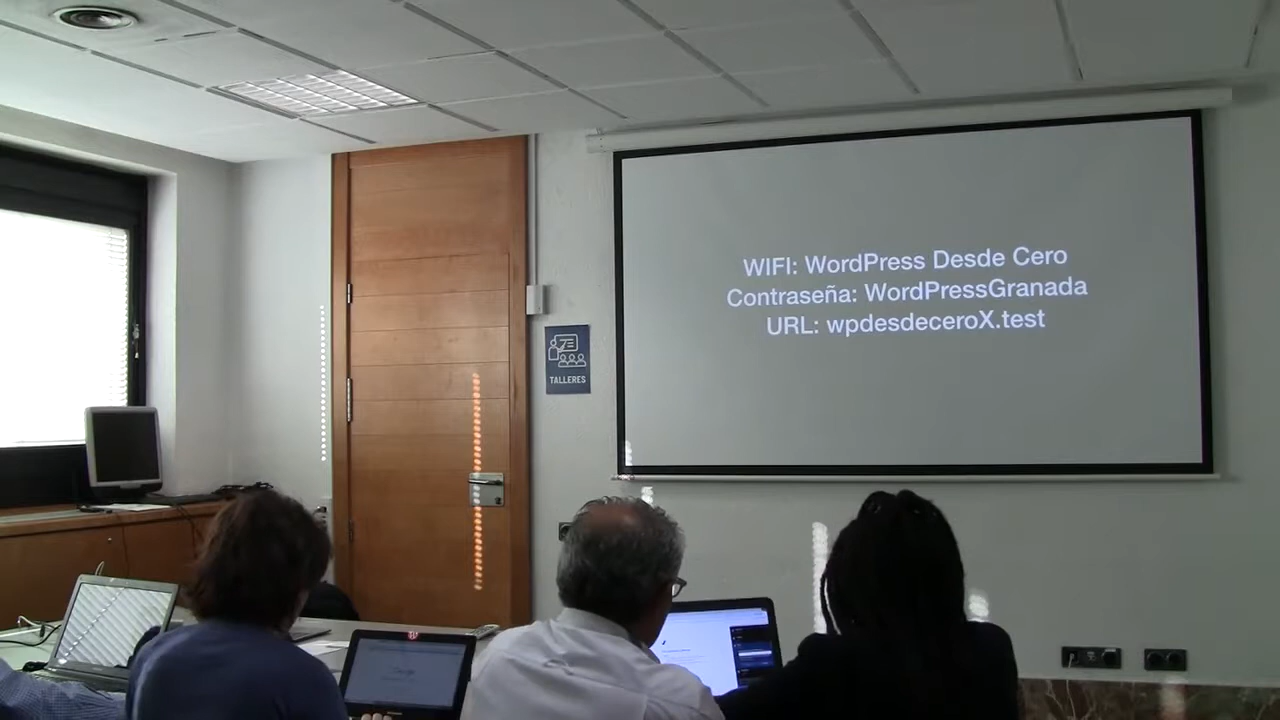 WIFI: WordPress Desde Cero
Contraseña: WordPressGranada
URL: wpdesdeceroX.test
TALLERES